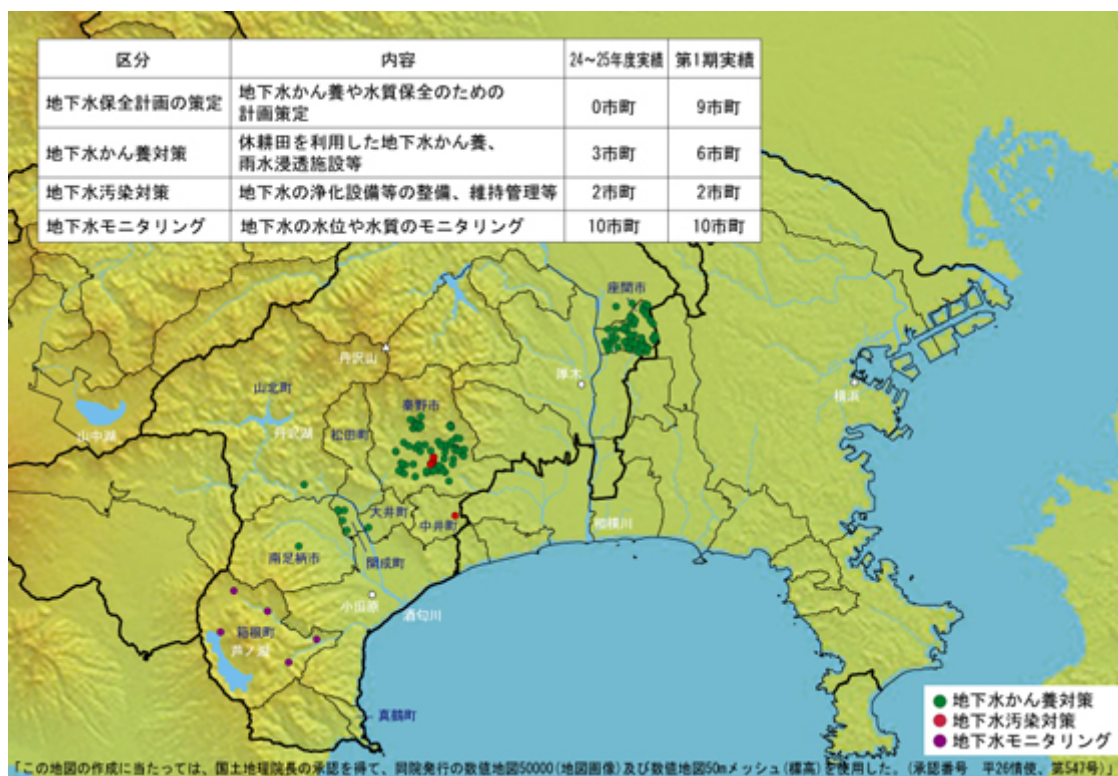 区分 内容 24~25年度実績 第1期実績
地下水保全計画の策定 地下水かん養や水質保全のための
計画策定 0市町 9市町
地下水かん養対策 休耕田を利用した地下水かん養、
雨水浸透施設等 3市町 6市町
地下水汚染対策 地下水の浄化設備等の整備、維持管理等 2市町 2市町
地下水モニタリング 地下水の水位や水質のモニタリング 10市町 10市町
座間市
丹沢山
厚木
山北町
秦野市
横浜
山中湖
丹沢湖
松田町
大井町
中井町
相模川
南足柄市
開成町
小田原
酒匂川
箱根町
芦ノ湖
真鶴町
地下水かん養対策
地下水汚染対策
地下水モニタリング
「この地図の作成に当たっては、国土地理院長の承認を得て、同院発行の数値地図50000(地図画像)及び数値地図50mメッシュ(標高)を使用した。(承認番号 平26情使、第547号)」